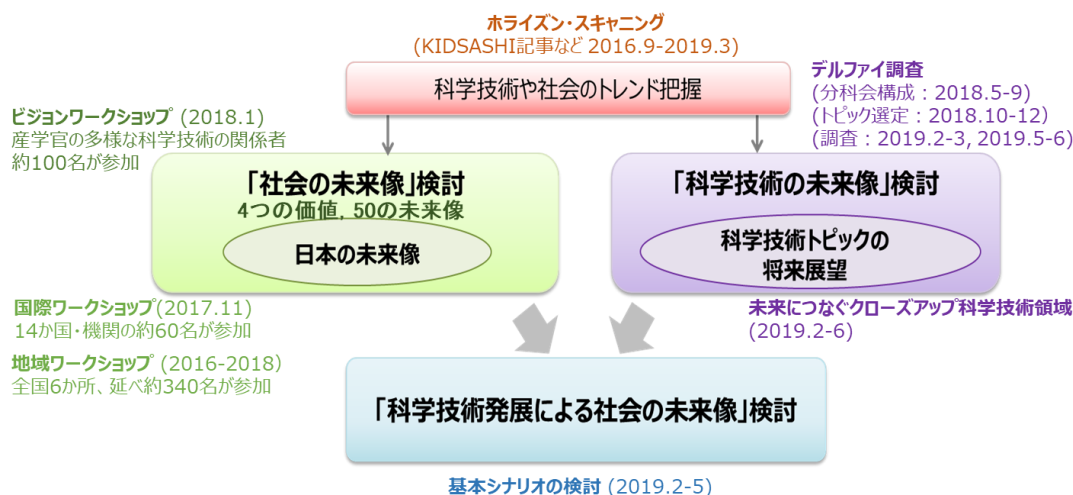 ホライズン・スキャニング
(KIDSASHI記事など 2016.9-2019.3)
科学技術や社会のトレンド把握
デルファイ調査
(分科会構成：2018.5-9)
(トピック選定：2018.10-12)
(調査：2019.2-3, 2019.5-6)
ビジョンワークショップ (2018.1)
産学官の多様な科学技術の関係者
約100名が参加
「社会の未来像」検討
4つの価値, 50の未来像
日本の未来像
「科学技術の未来像」検討
科学技術トピックの
将来展望
国際ワークショップ(2017.11)
14か国・機関の約60名が参加
地域ワークショップ (2016-2018)
全国6か所、延べ約340名が参加
未来につなぐクローズアップ科学技術領域
(2019.2-6)
「科学技術発展による社会の未来像」検討
基本シナリオの検討 (2019.2-5)